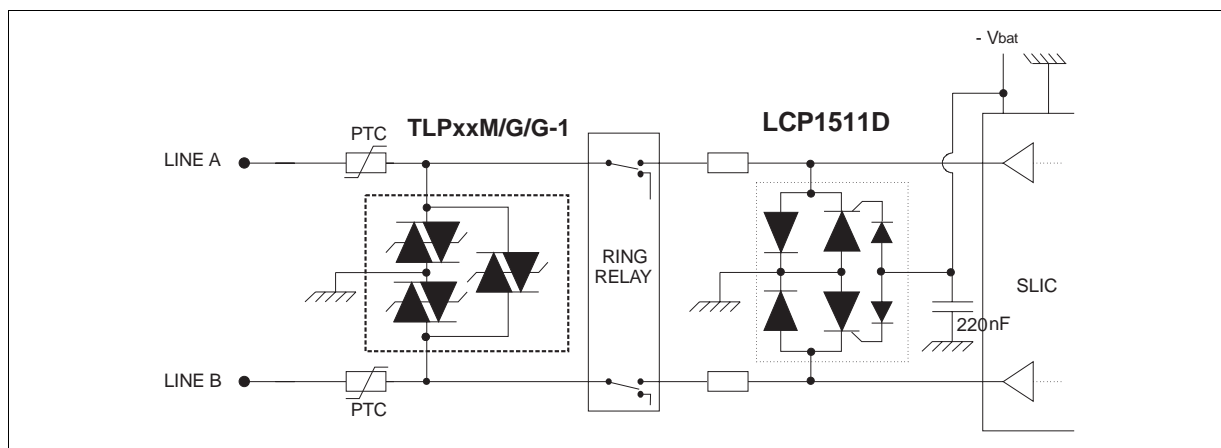 - Vbat
TLPxxM/G/G-1
LCP1511D
PTC
LINE A
RING
RELAY
SLIC
220nF
LINE B
PTC